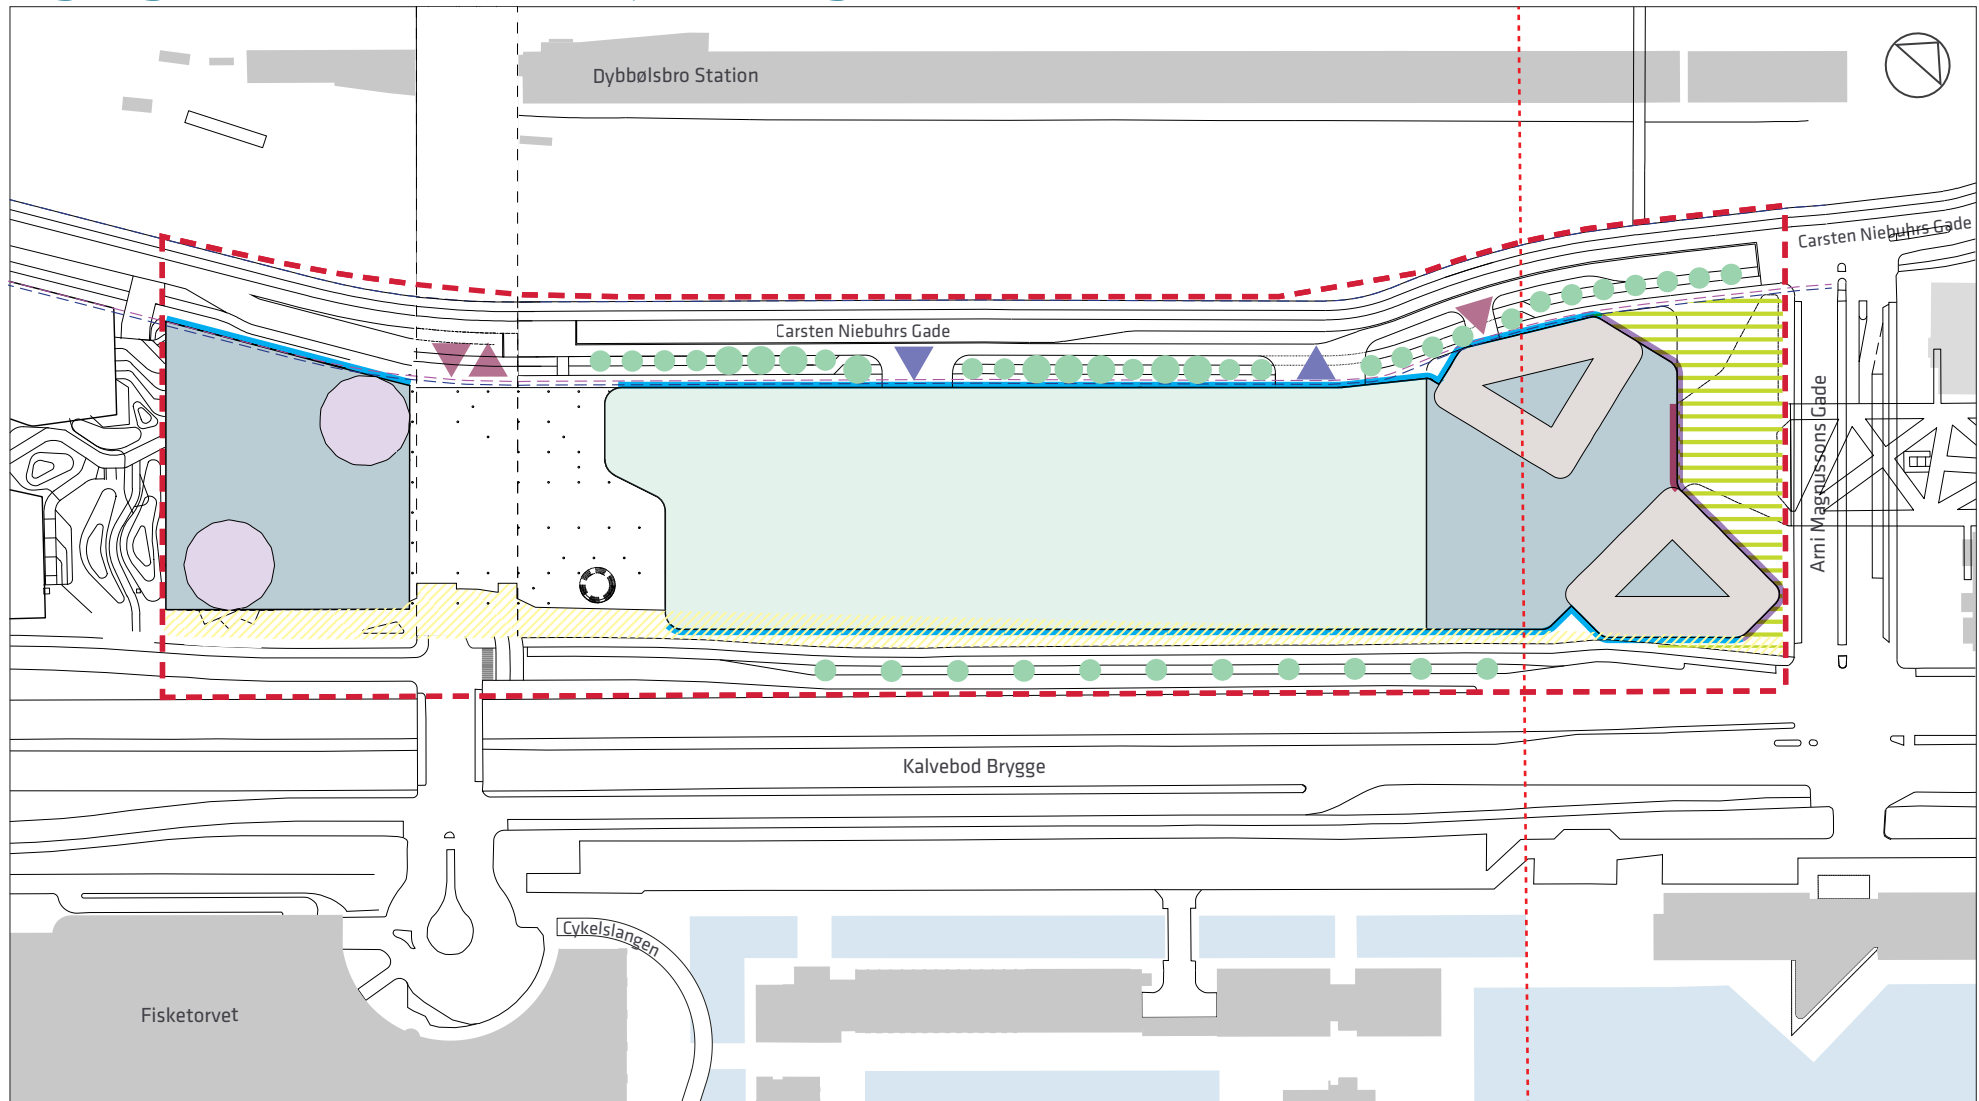 Dybbølsbro Station
Carsten Niebuhrs Gade
Carsten Niebuhrs Gade
Arni Magnussons Gade
Kalvebod Brygge
Cykelslangen
Fisketorvet